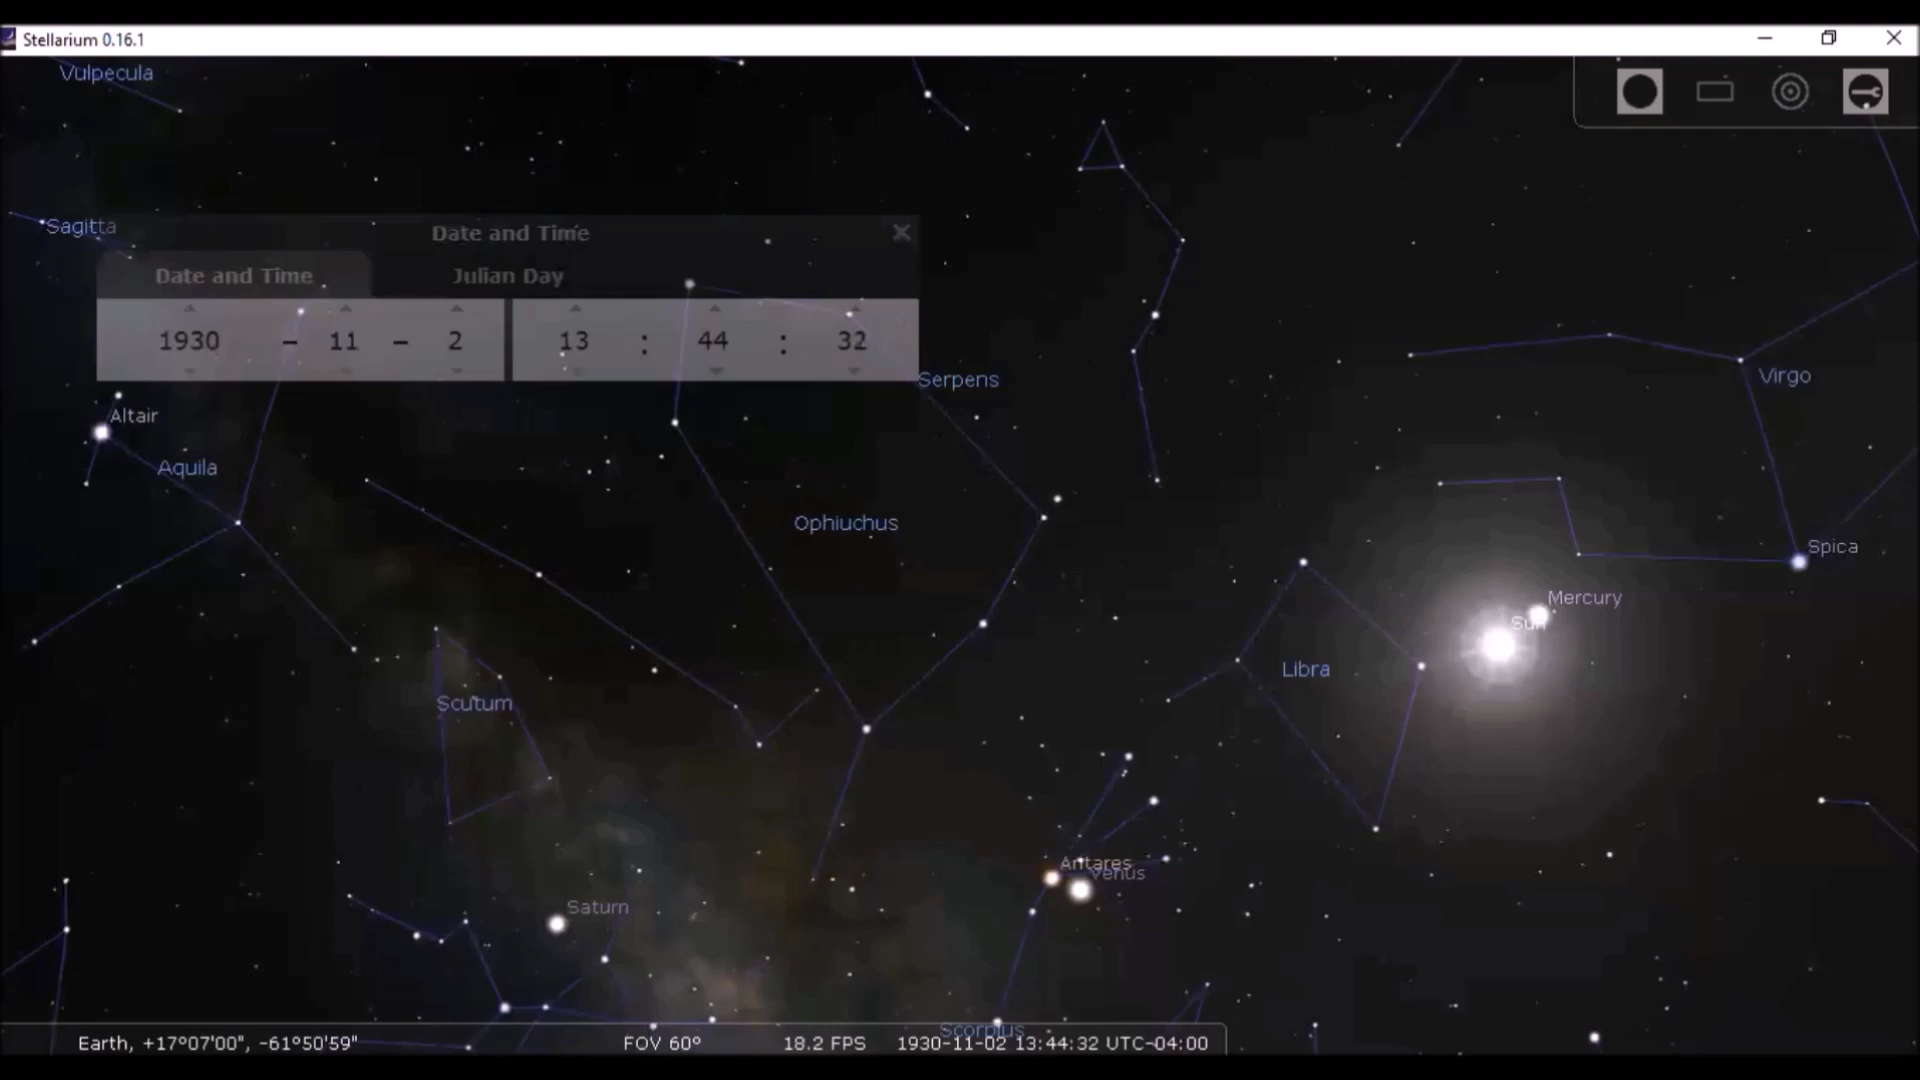 Stellarium 0.16.1
Vulpecula
Sagitta
Date and Time
Date and Time Julian Day
1930 - 11 - 2 13 : 44 : 32
Serpens
Virgo
Altair
Aquila
Ophiuchus
Spica
Mercury
Sun
Libra
Scutum
Antares
Venus
Saturn
Scorpius
Earth, +17°07'00", -61°50'59" FOV 60° 18.2 FPS 1930-11-02 13:44:32 UTC-04:00